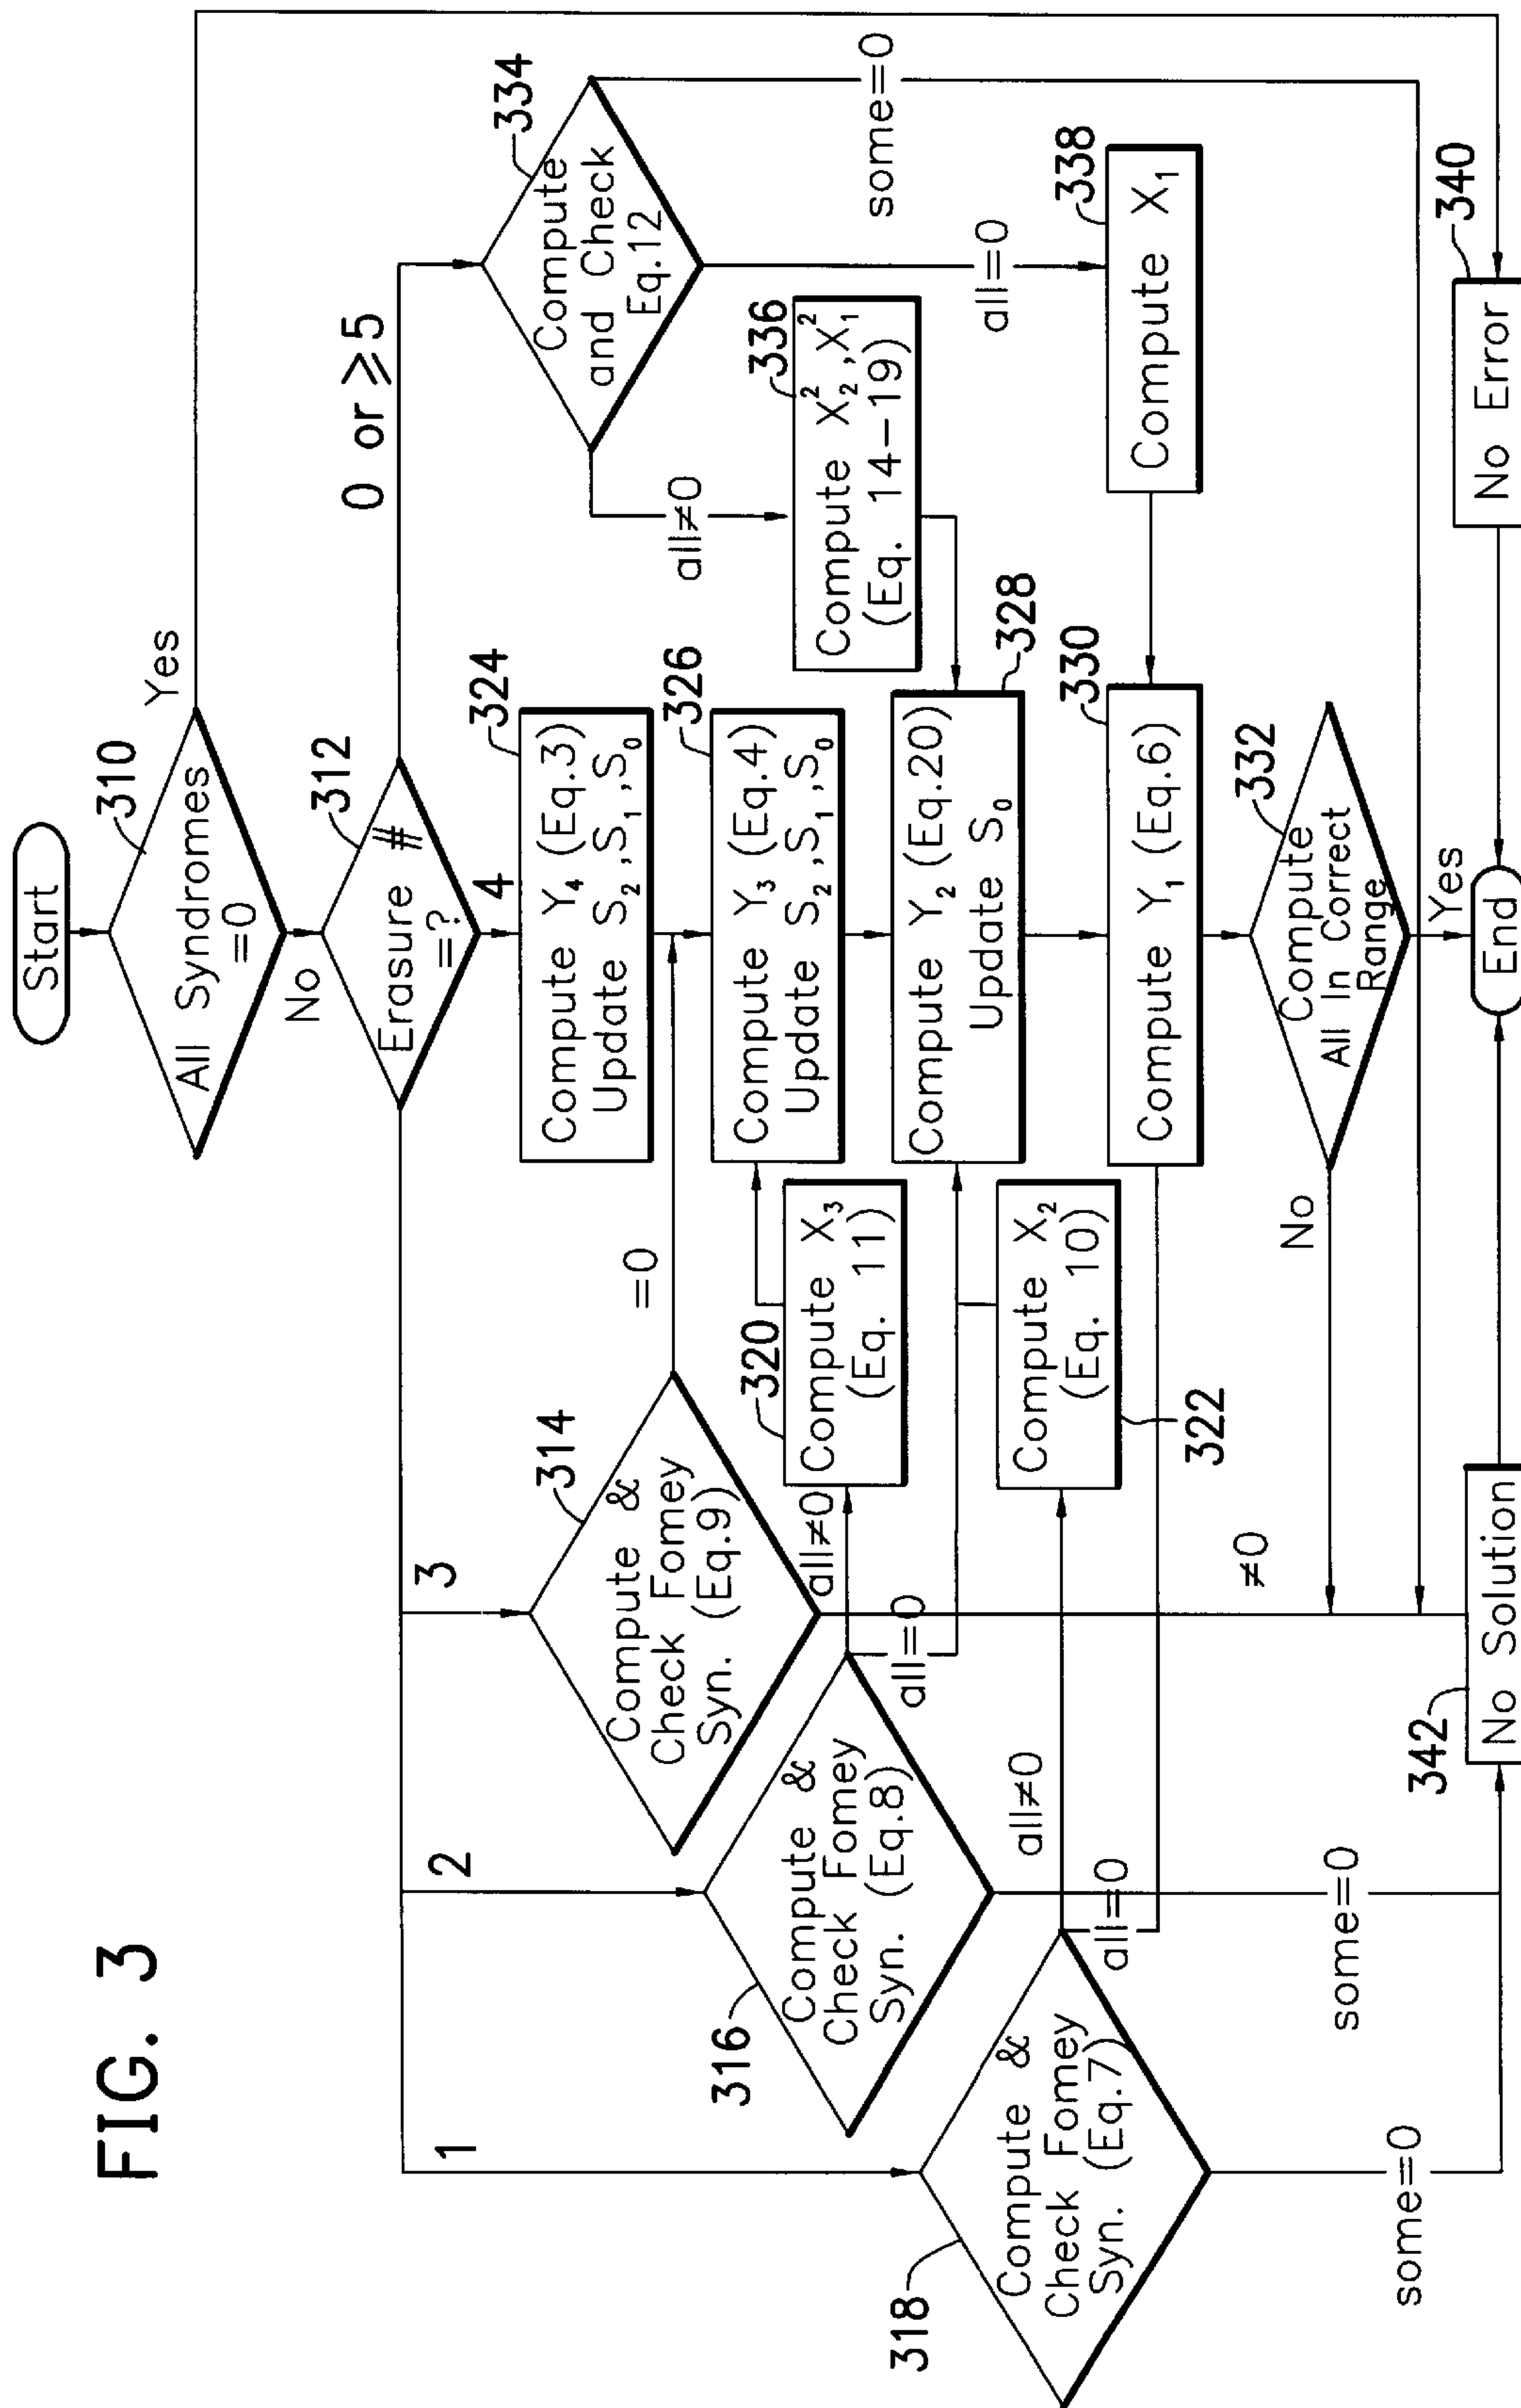 FIG. 3
Start
310
All Syndromes
=0
Yes
No
312
Erasure #
=?
0 or ≥5
4
3
2
1
334
Compute
and Check
Eq.12
some=0
all≠0
all=0
336
Compute X₂²,X₁²
(Eq. 14-19)
338
Compute X₁
324
Compute Y₄ (Eq.3)
Update S₂,S₁,S₀
326
Compute Y₃ (Eq.4)
Update S₂,S₁,S₀
328
Compute Y₂ (Eq.20)
Update S₀
330
Compute Y₁ (Eq.6)
332
Compute
All In Correct
Range
No
Yes
314
Compute &
Check Fomey
Syn. (Eq.9)
=0
≠0
316
Compute &
Check Fomey
Syn. (Eq.8)
all≠0
all=0
some=0
318
Compute &
Check Fomey
Syn. (Eq.7)
all≠0
all=0
some=0
320
Compute X₃
(Eq. 11)
322
Compute X₂
(Eq. 10)
340
No Error
342
No Solution
End